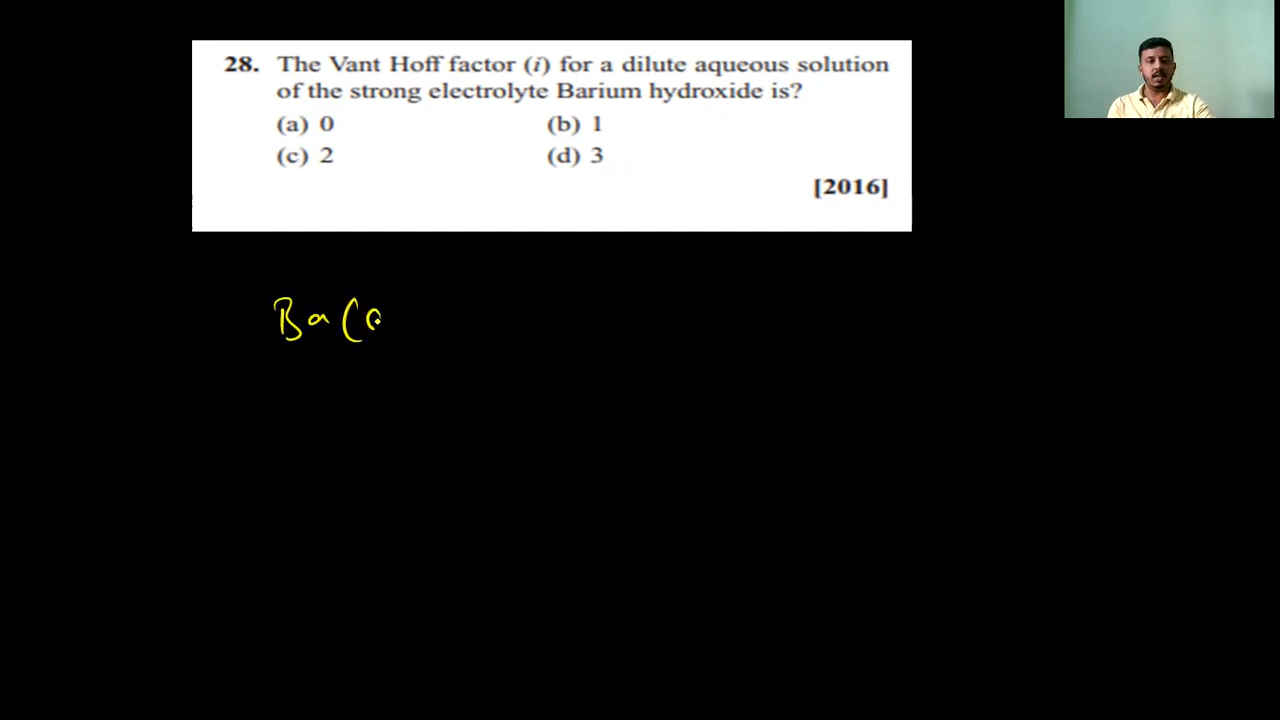 28. The Vant Hoff factor (i) for a dilute aqueous solution
of the strong electrolyte Barium hydroxide is?
(a) 0 (b) 1
(c) 2 (d) 3
[2016]
Ba(